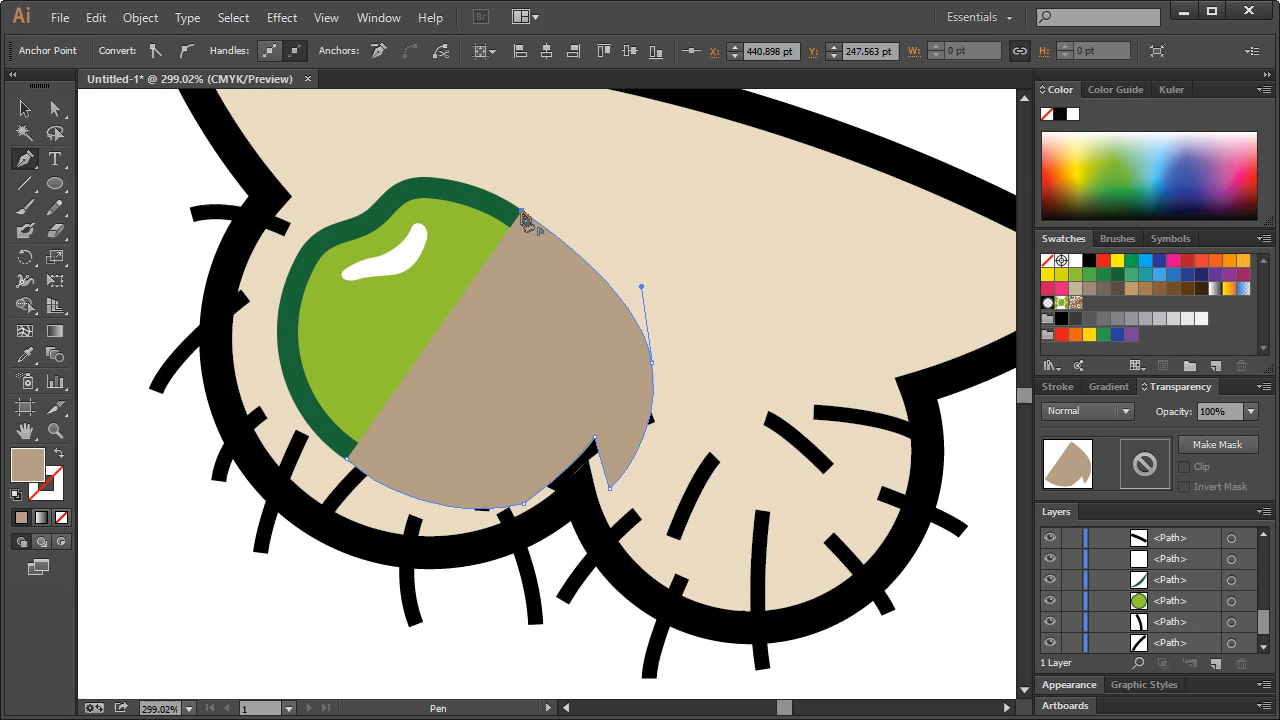 Ai File Edit Object Type Select Effect View Window Help Br Essentials
Anchor Point Convert: Handles: Anchors: X: 440.898 pt Y: 247.563 pt W: 0 pt H: 0 pt
Untitled-1* @ 299.02% (CMYK/Preview)
Color Color Guide Kuler
T
Swatches Brushes Symbols
Stroke Gradient Transparency
Normal Opacity: 100%
Make Mask
Clip
Invert Mask
Layers
<Path>
<Path>
<Path>
<Path>
<Path>
<Path>
1 Layer
Appearance Graphic Styles
Artboards
299.02% 1 Pen